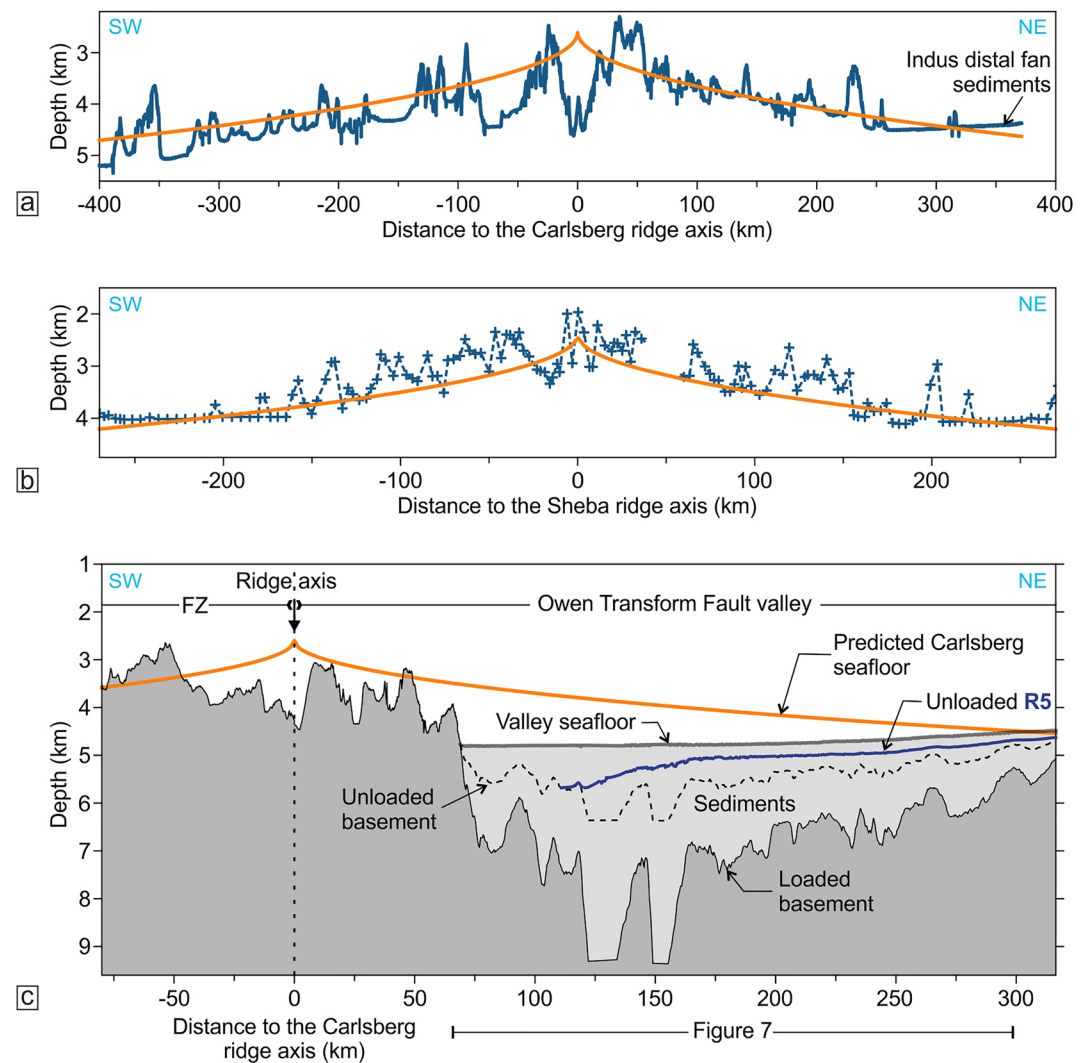 SW
NE
Indus distal fan
sediments
3
4
5
Depth (km)
-400
-300
-200
-100
0
100
200
300
400
Distance to the Carlsberg ridge axis (km)
a
SW
NE
2
3
4
Depth (km)
-200
-100
0
100
200
Distance to the Sheba ridge axis (km)
b
SW
Ridge axis
NE
FZ
Owen Transform Fault valley
Predicted Carlsberg
seafloor
Unloaded R5
Valley seafloor
Unloaded
basement
Sediments
Loaded
basement
1
2
3
4
5
6
7
8
9
Depth (km)
-50
0
50
100
150
200
250
300
Distance to the Carlsberg
ridge axis (km)
Figure 7
c